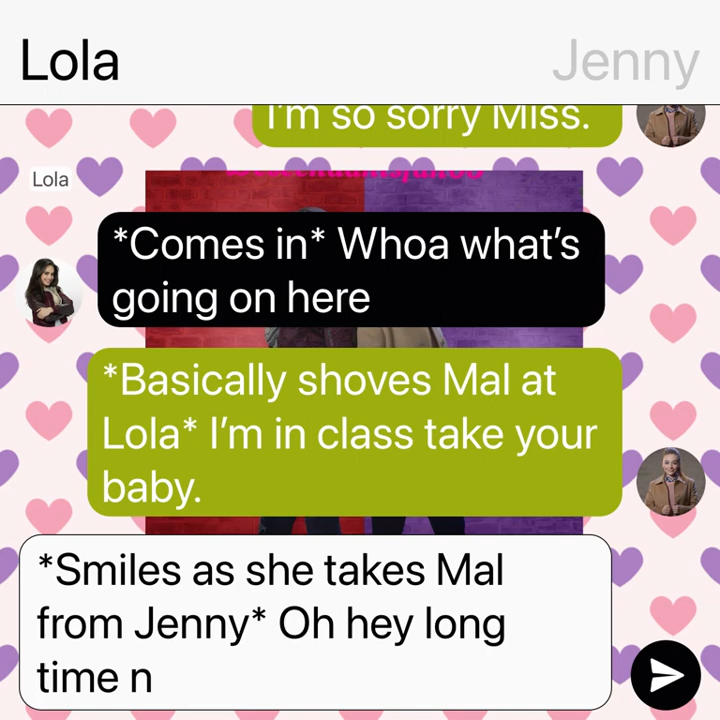 Lola
Jenny
I'm so sorry Miss.
Lola
*Comes in* Whoa what's
going on here
*Basically shoves Mal at
Lola* I'm in class take your
baby.
*Smiles as she takes Mal
from Jenny* Oh hey long
time n